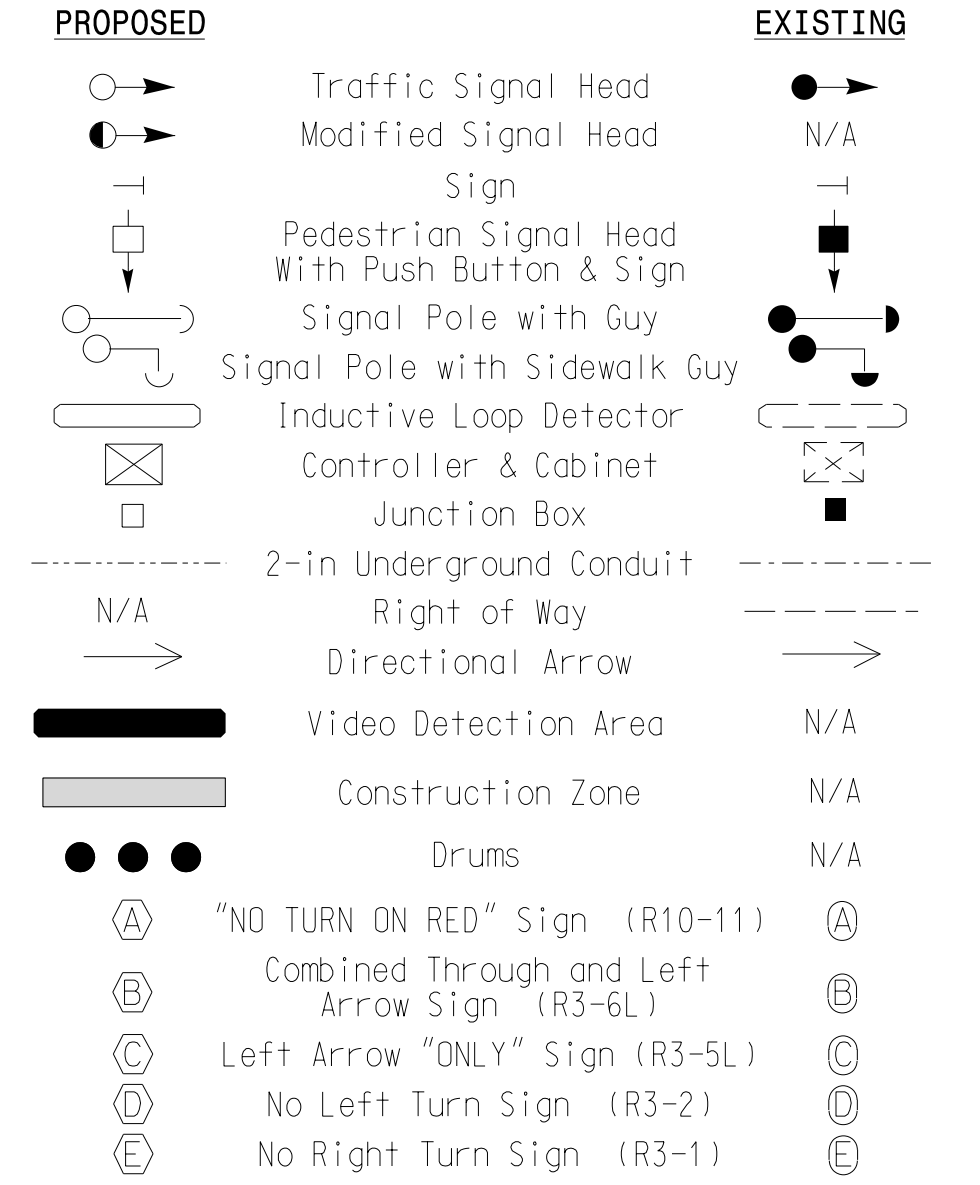 PROPOSED EXISTING
Traffic Signal Head
Modified Signal Head N/A
Sign
Pedestrian Signal Head
With Push Button & Sign
Signal Pole with Guy
Signal Pole with Sidewalk Guy
Inductive Loop Detector
Controller & Cabinet
Junction Box
2-in Underground Conduit
N/A Right of Way
Directional Arrow
Video Detection Area N/A
Construction Zone N/A
Drums N/A
A "NO TURN ON RED" Sign (R10-11) A
Combined Through and Left
B Arrow Sign (R3-6L) B
C Left Arrow "ONLY" Sign (R3-5L) C
D No Left Turn Sign (R3-2) D
E No Right Turn Sign (R3-1) E